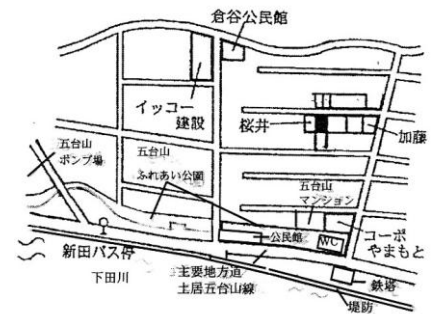 倉谷公民館
イッコー
建設
桜井
加藤
五台山
ポンプ場
五台山
ふれあい公園
五台山
マンション
公民館
WC
コーポ
やまもと
新田バス停
下田川
主要地方道
土居五台山線
鉄塔
堤防